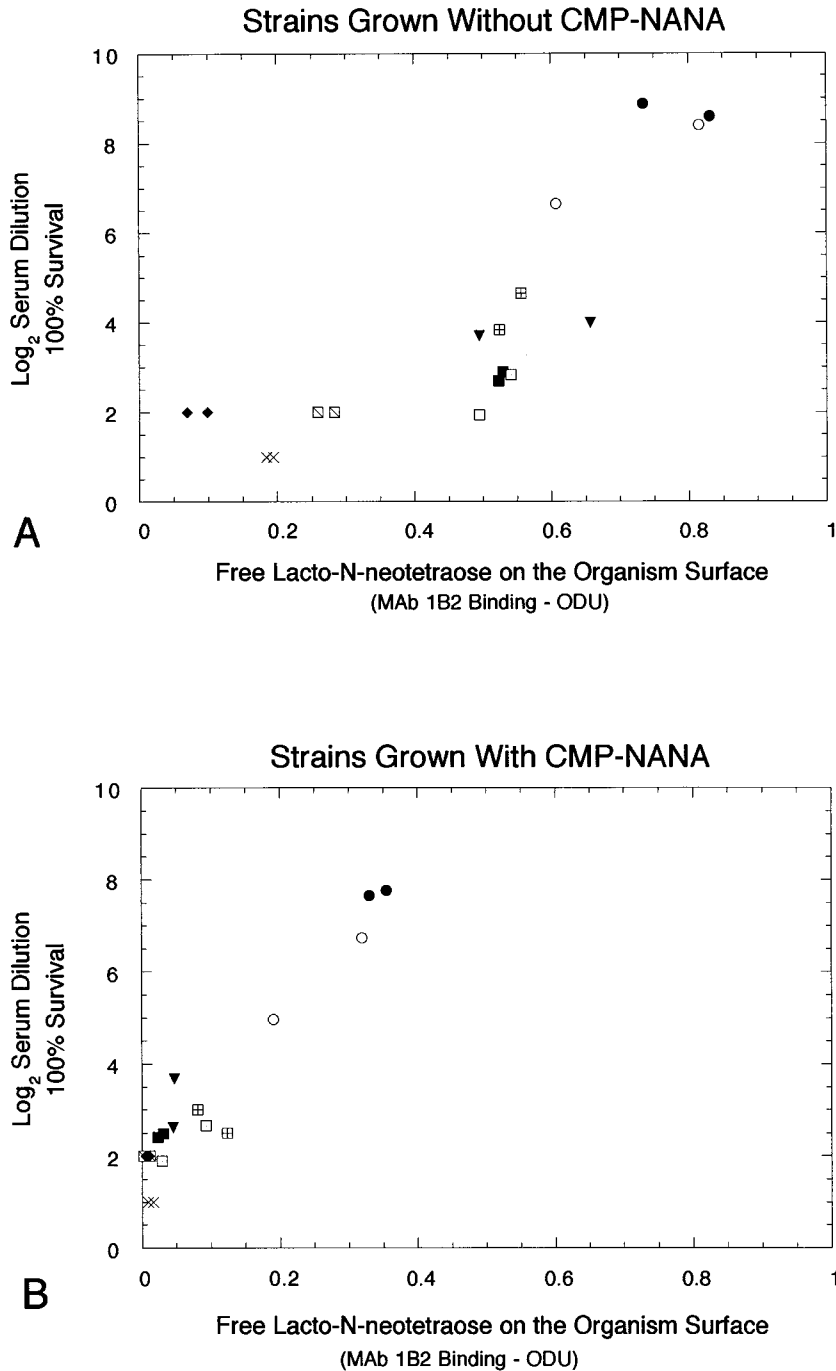 Strains Grown Without CMP-NANA
Log2 Serum Dilution
100% Survival
10
8
6
4
2
0
0
0.2
0.4
0.6
0.8
1
A
Free Lacto-N-neotetraose on the Organism Surface
(MAb 1B2 Binding - ODU)
Strains Grown With CMP-NANA
Log2 Serum Dilution
100% Survival
10
8
6
4
2
0
0
0.2
0.4
0.6
0.8
1
B
Free Lacto-N-neotetraose on the Organism Surface
(MAb 1B2 Binding - ODU)